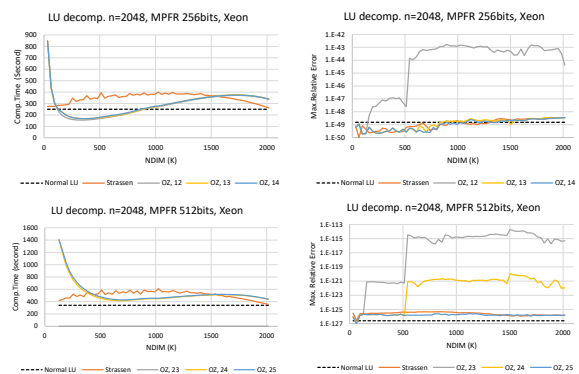 LU decomp. n=2048, MPFR 256bits, Xeon
Comp.Time (Second)
900
800
700
600
500
400
300
200
100
0
0 500 1000 1500 2000
NDIM (K)
Normal LU Strassen OZ, 12 OZ, 13 OZ, 14
LU decomp. n=2048, MPFR 256bits, Xeon
Max.Relative Error
1.E-42
1.E-43
1.E-44
1.E-45
1.E-46
1.E-47
1.E-48
1.E-49
1.E-50
0 500 1000 1500 2000
NDIM (K)
Normal LU Strassen OZ, 12 OZ, 13 OZ, 14
LU decomp. n=2048, MPFR 512bits, Xeon
Comp.Time (second)
1600
1400
1200
1000
800
600
400
200
0
0 500 1000 1500 2000
NDIM (K)
Normal LU Strassen OZ, 23 OZ, 24 OZ, 25
LU decomp. n=2048, MPFR 512bits, Xeon
Max. Relative Error
1.E-113
1.E-115
1.E-117
1.E-119
1.E-121
1.E-123
1.E-125
1.E-127
0 500 1000 1500 2000
NDIM (K)
Normal LU Strassen OZ, 23 OZ, 24 OZ, 25